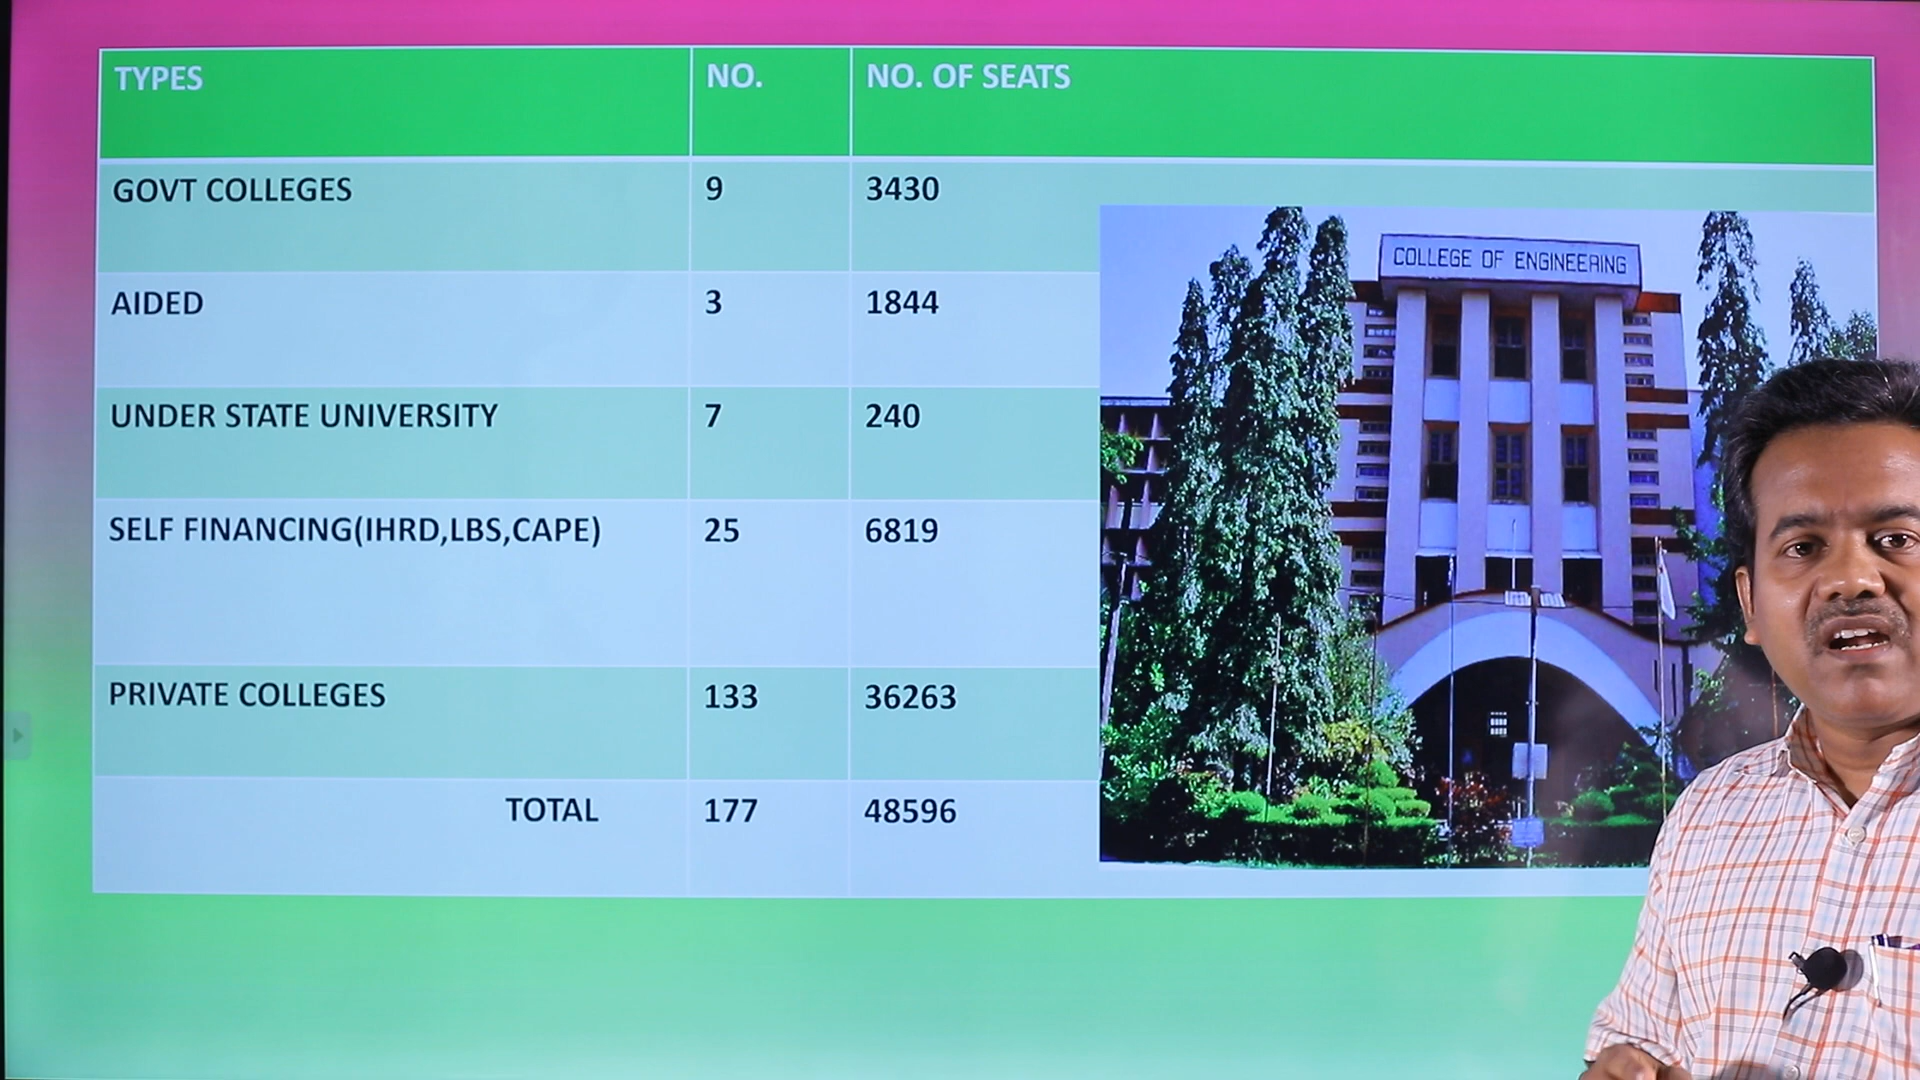 TYPES NO. NO. OF SEATS
GOVT COLLEGES 9 3430
COLLEGE OF ENGINEERING
AIDED 3 1844
UNDER STATE UNIVERSITY 7 240
SELF FINANCING(IHRD,LBS,CAPE) 25 6819
PRIVATE COLLEGES 133 36263
TOTAL 177 48596